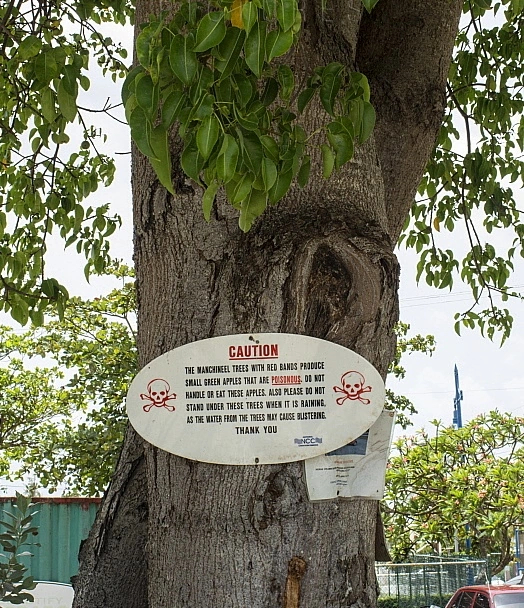 CAUTION
THE MANCHINEEL TREES WITH RED BANDS PRODUCE
SMALL GREEN APPLES THAT ARE POISONOUS. DO NOT
HANDLE OR EAT THESE APPLES. ALSO PLEASE DO NOT
STAND UNDER THESE TREES WHEN IT IS RAINING,
AS THE WATER FROM THE TREES MAY CAUSE BLISTERING.
THANK YOU
NCC